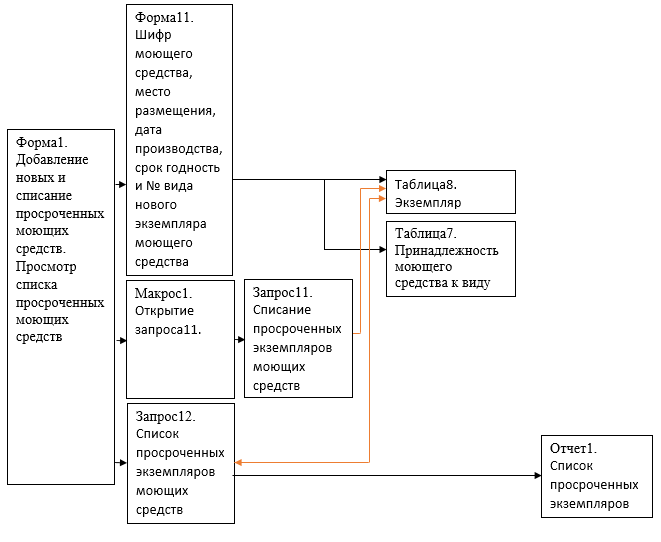 Форма1.
Добавление
новых и
списание
просроченных
моющих
средств.
Просмотр
списка
просроченных
моющих
средств
Форма11.
Шифр
моющего
средства,
место
размещения,
дата
производства,
срок годность
и № вида
нового
экземпляра
моющего
средства
Макрос1.
Открытие
запроса11.
Запрос11.
Списание
просроченных
экземпляров
моющих
средств
Запрос12.
Список
просроченных
экземпляров
моющих
средств
Таблица8.
Экземпляр
Таблица7.
Принадлежность
моющего
средства к виду
Отчет1.
Список
просроченных
экземпляров